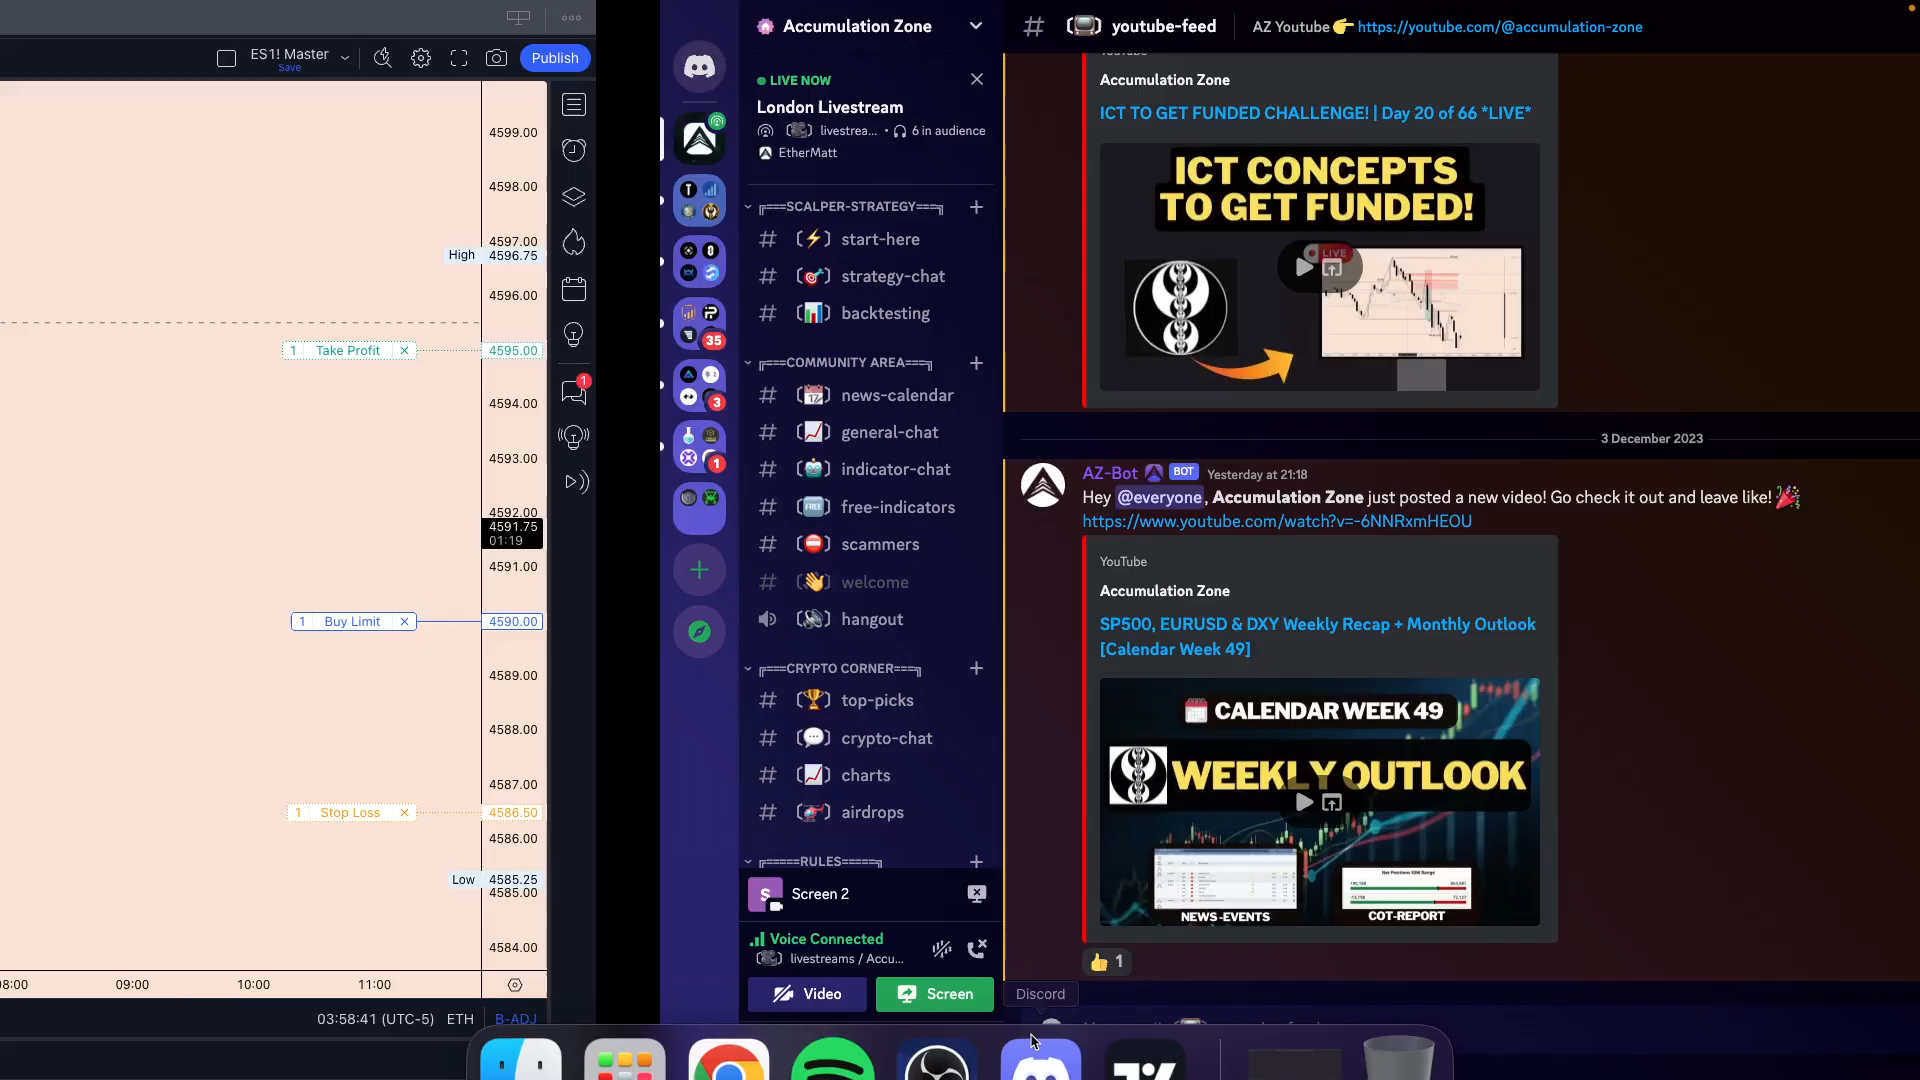 ES1! Master
Save
Publish
4599.00
4598.00
4597.00
High 4596.75
4596.00
1 Take Profit × 4595.00
4594.00
4593.00
4592.00
4591.75
01:19
4591.00
1 Buy Limit × 4590.00
4589.00
4588.00
4587.00
1 Stop Loss × 4586.50
4586.00
Low 4585.25
4585.00
4584.00
8:00 09:00 10:00 11:00
03:58:41 (UTC-5) ETH B-ADJ
1
35
3
1
Accumulation Zone
LIVE NOW
London Livestream
livestrea... • 6 in audience
EtherMatt
╔===SCALPER-STRATEGY===╗
# start-here
# strategy-chat
# backtesting
╔===COMMUNITY AREA===╗
# news-calendar
# general-chat
# indicator-chat
# FREE free-indicators
# scammers
# welcome
hangout
╔===CRYPTO CORNER===╗
# top-picks
# crypto-chat
# charts
# airdrops
╔=====RULES=====╗
S Screen 2
Voice Connected
livestreams / Accu...
Video Screen
# youtube-feed AZ Youtube 👉 https://youtube.com/@accumulation-zone
YouTube
Accumulation Zone
ICT TO GET FUNDED CHALLENGE! | Day 20 of 66 *LIVE*
ICT CONCEPTS
TO GET FUNDED!
LIVE
3 December 2023
AZ-Bot BOT Yesterday at 21:18
Hey @everyone, Accumulation Zone just posted a new video! Go check it out and leave like! 🎉
https://www.youtube.com/watch?v=-6NNRxmHEOU
YouTube
Accumulation Zone
SP500, EURUSD & DXY Weekly Recap + Monthly Outlook
[Calendar Week 49]
CALENDAR WEEK 49
WEEKLY OUTLOOK
Net Positions 52W Range
NEWS-EVENTS COT-REPORT
👍 1
Discord